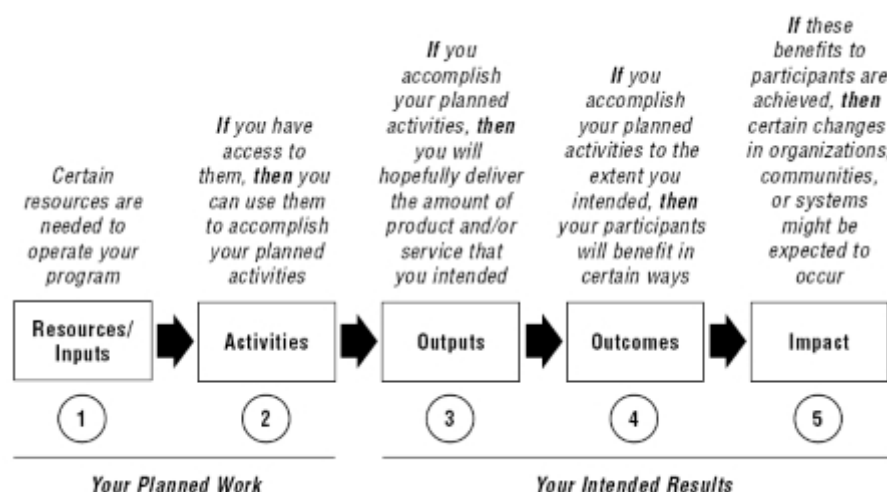 Certain
resources are
needed to
operate your
program
If you have
access to
them, then you
can use them
to accomplish
your planned
activities
If you
accomplish
your planned
activities, then
you will
hopefully deliver
the amount of
product and/or
service that
you intended
If you
accomplish
your planned
activities to the
extent you
intended, then
your participants
will benefit in
certain ways
If these
benefits to
participants are
achieved, then
certain changes
in organizations,
communities,
or systems
might be
expected to
occur
Resources/
Inputs
Activities
Outputs
Outcomes
Impact
1
2
3
4
5
Your Planned Work
Your Intended Results